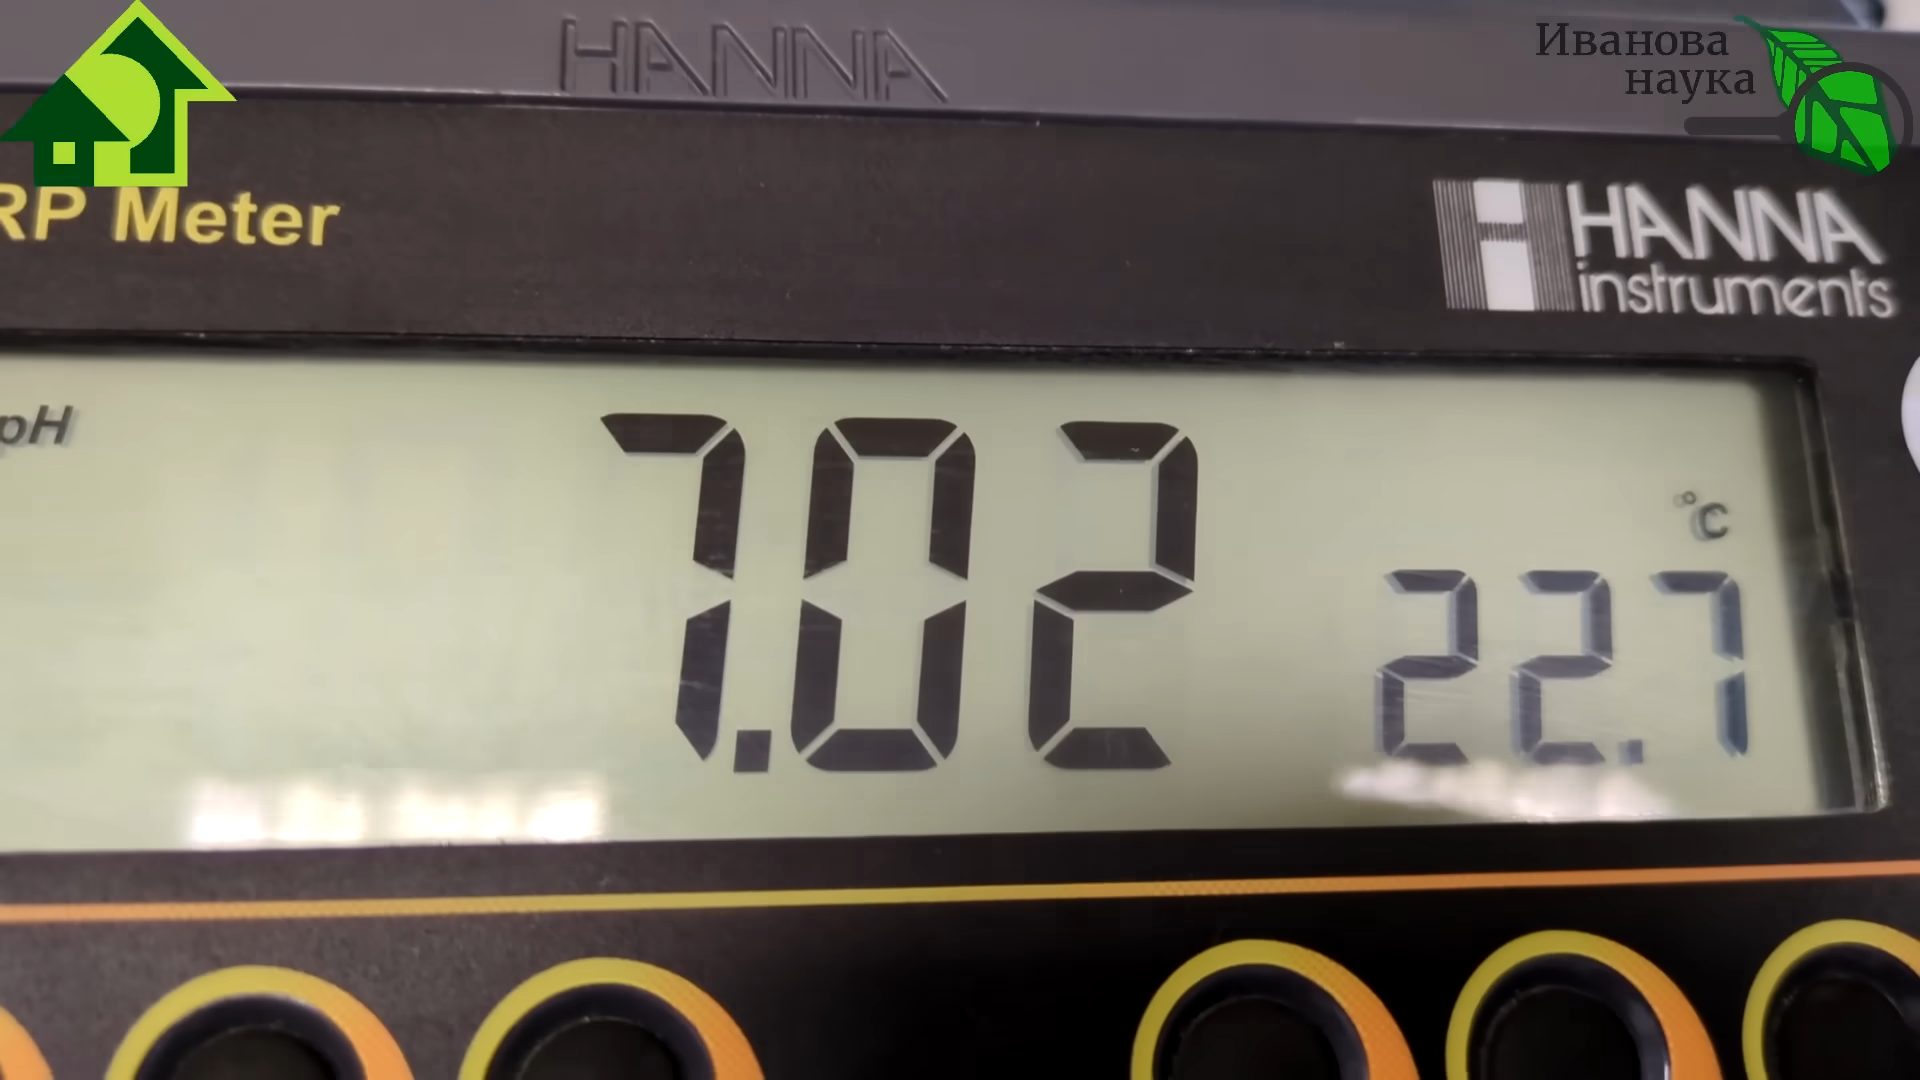 HANNA
Иванова
наука
RP Meter
HANNA
instruments
pH
7.02
°C
22.7